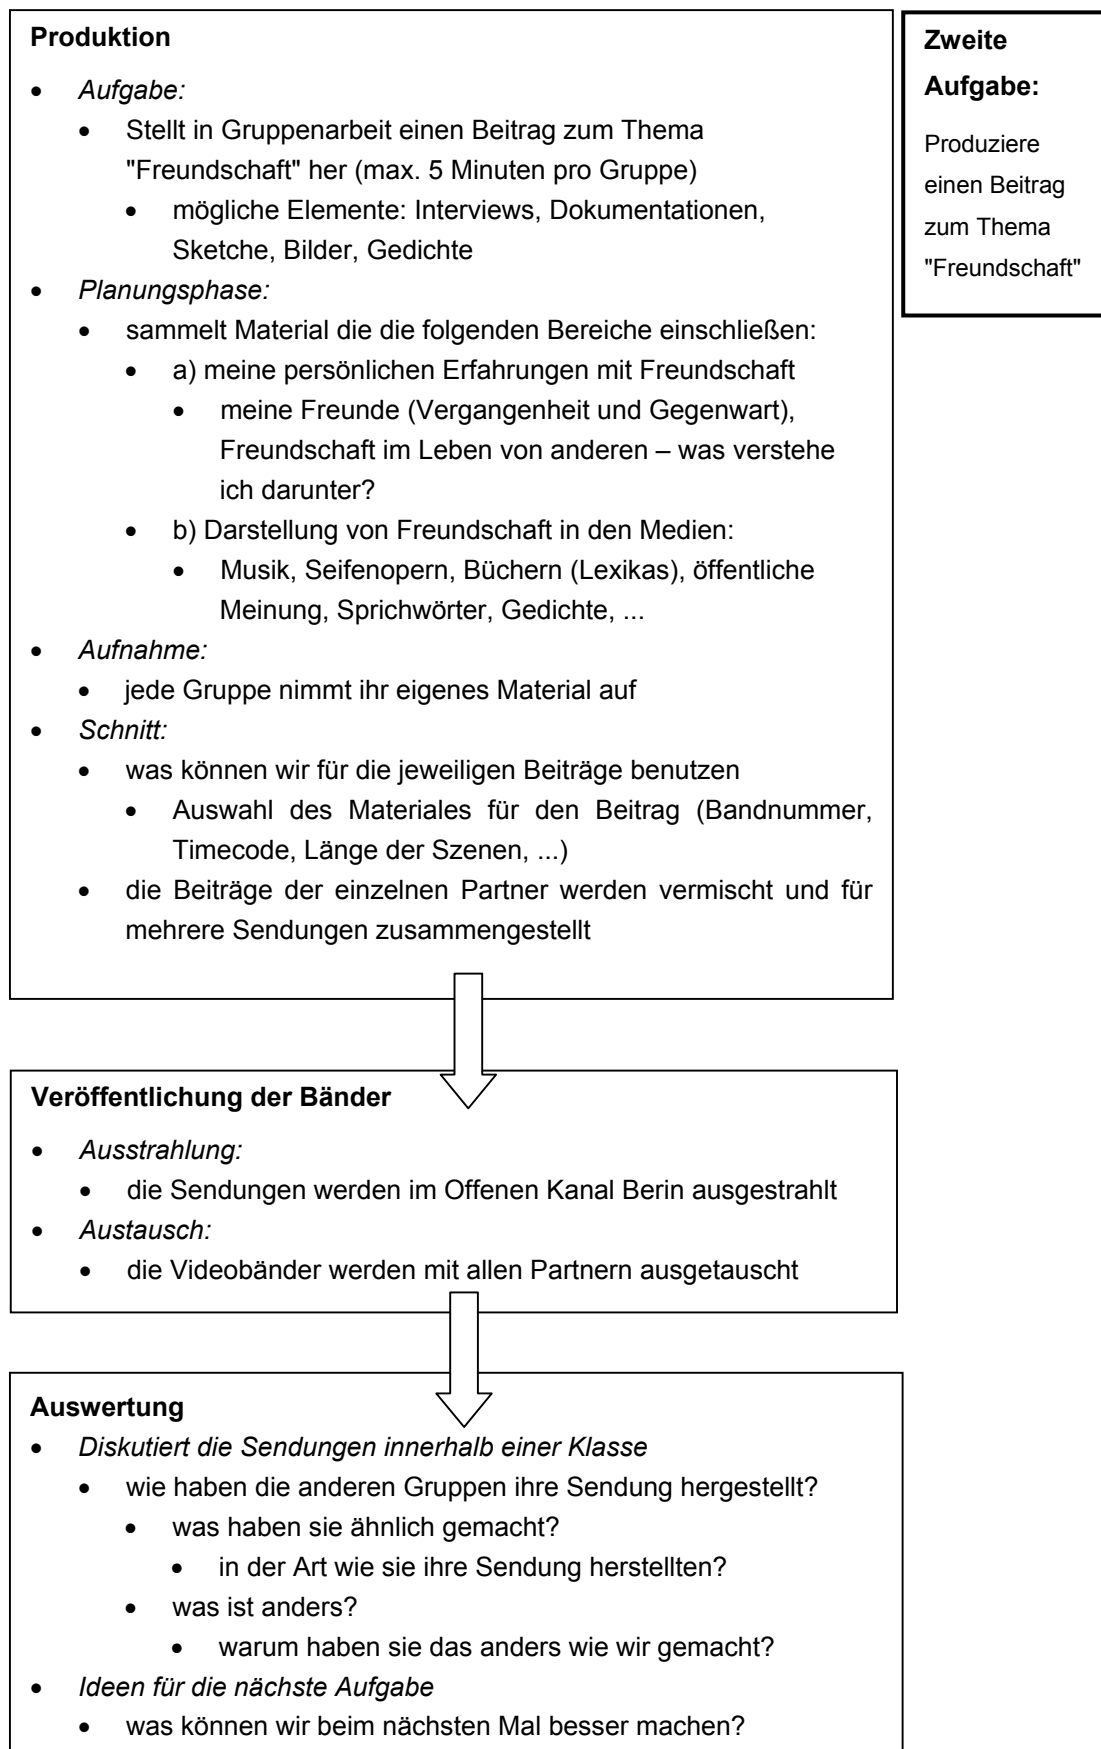 Produktion
• Aufgabe:
• Stellt in Gruppenarbeit einen Beitrag zum Thema
"Freundschaft" her (max. 5 Minuten pro Gruppe)
• mögliche Elemente: Interviews, Dokumentationen,
Sketche, Bilder, Gedichte
• Planungsphase:
• sammelt Material die die folgenden Bereiche einschließen:
• a) meine persönlichen Erfahrungen mit Freundschaft
• meine Freunde (Vergangenheit und Gegenwart),
Freundschaft im Leben von anderen – was verstehe
ich darunter?
• b) Darstellung von Freundschaft in den Medien:
• Musik, Seifenopern, Büchern (Lexikas), öffentliche
Meinung, Sprichwörter, Gedichte, ...
• Aufnahme:
• jede Gruppe nimmt ihr eigenes Material auf
• Schnitt:
• was können wir für die jeweiligen Beiträge benutzen
• Auswahl des Materiales für den Beitrag (Bandnummer,
Timecode, Länge der Szenen, ...)
• die Beiträge der einzelnen Partner werden vermischt und für
mehrere Sendungen zusammengestellt
Zweite
Aufgabe:
Produziere
einen Beitrag
zum Thema
"Freundschaft"
Veröffentlichung der Bänder
• Ausstrahlung:
• die Sendungen werden im Offenen Kanal Berin ausgestrahlt
• Austausch:
• die Videobänder werden mit allen Partnern ausgetauscht
Auswertung
• Diskutiert die Sendungen innerhalb einer Klasse
• wie haben die anderen Gruppen ihre Sendung hergestellt?
• was haben sie ähnlich gemacht?
• in der Art wie sie ihre Sendung herstellten?
• was ist anders?
• warum haben sie das anders wie wir gemacht?
• Ideen für die nächste Aufgabe
• was können wir beim nächsten Mal besser machen?